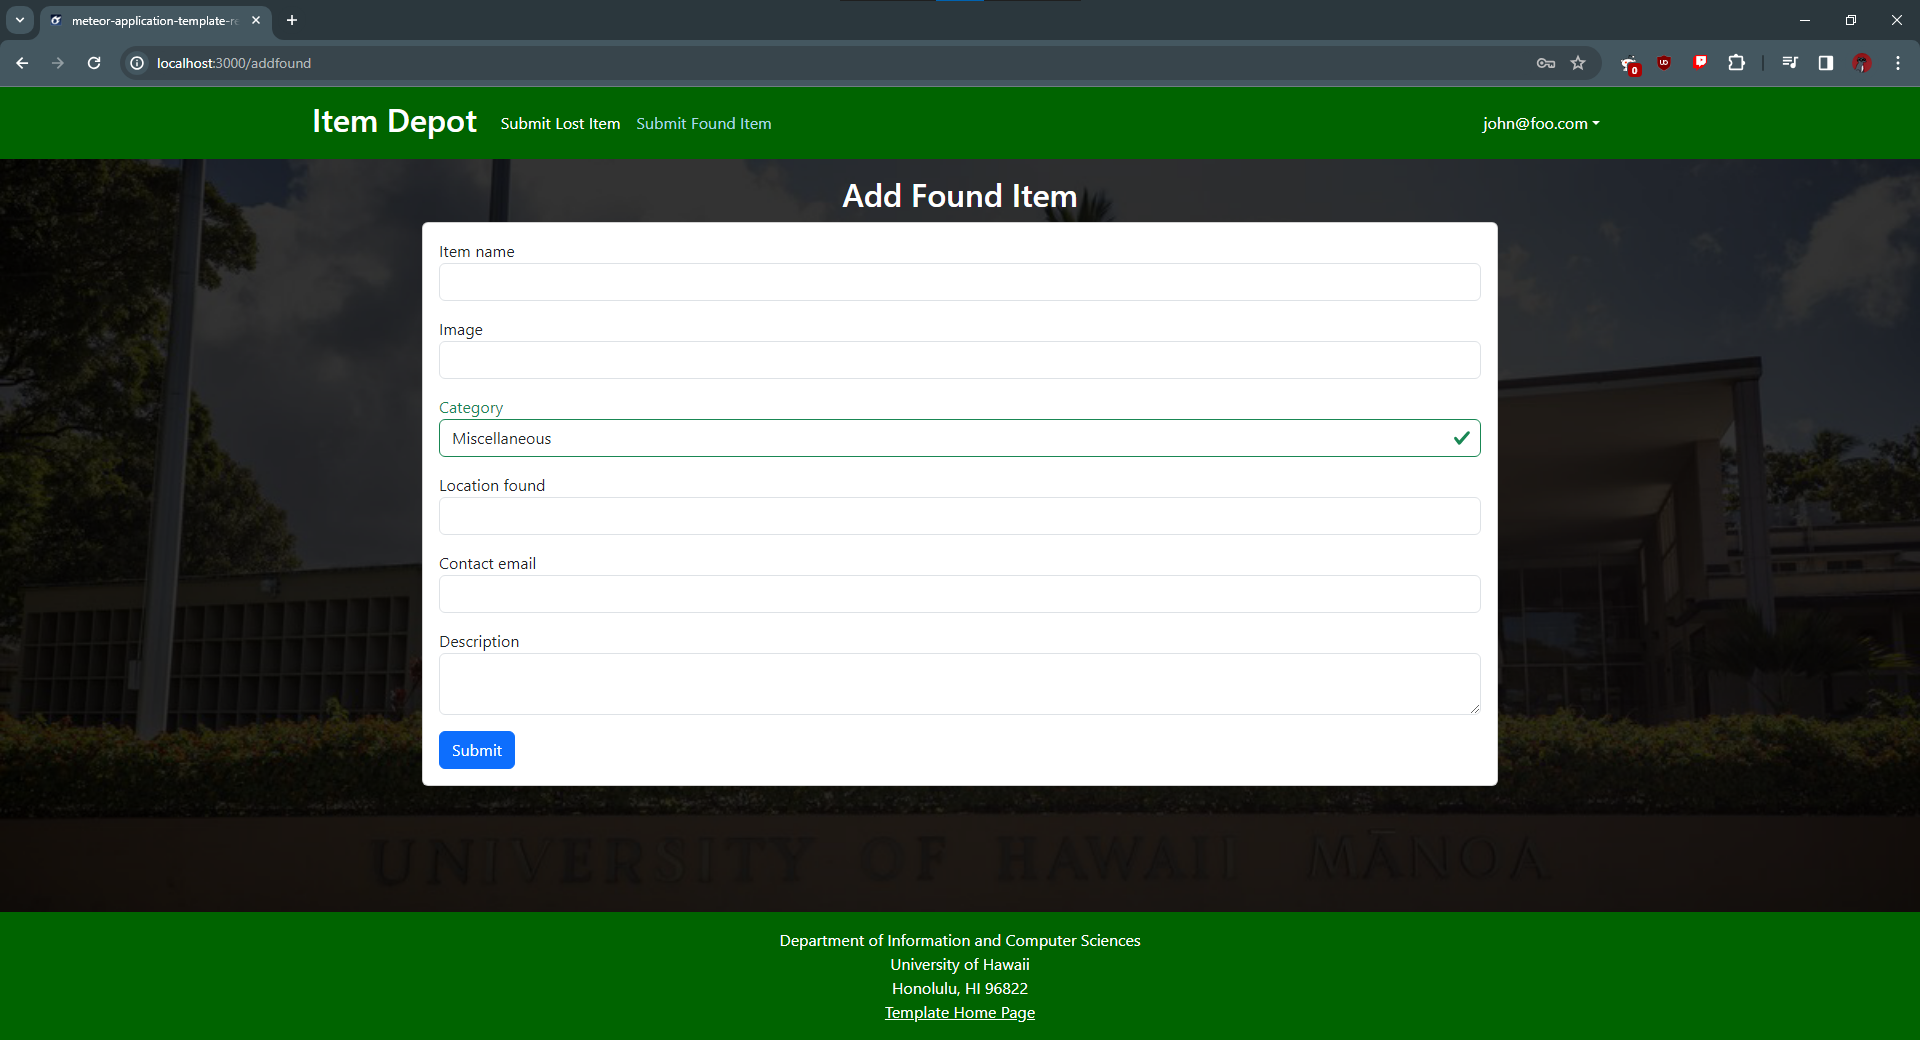 meteor-application-template-re
localhost:3000/addfound
0
Item Depot
Submit Lost Item
Submit Found Item
john@foo.com
Add Found Item
Item name
Image
Category
Miscellaneous
Location found
Contact email
Description
Submit
UNIVERSITY OF HAWAII MĀNOA
Department of Information and Computer Sciences
University of Hawaii
Honolulu, HI 96822
Template Home Page